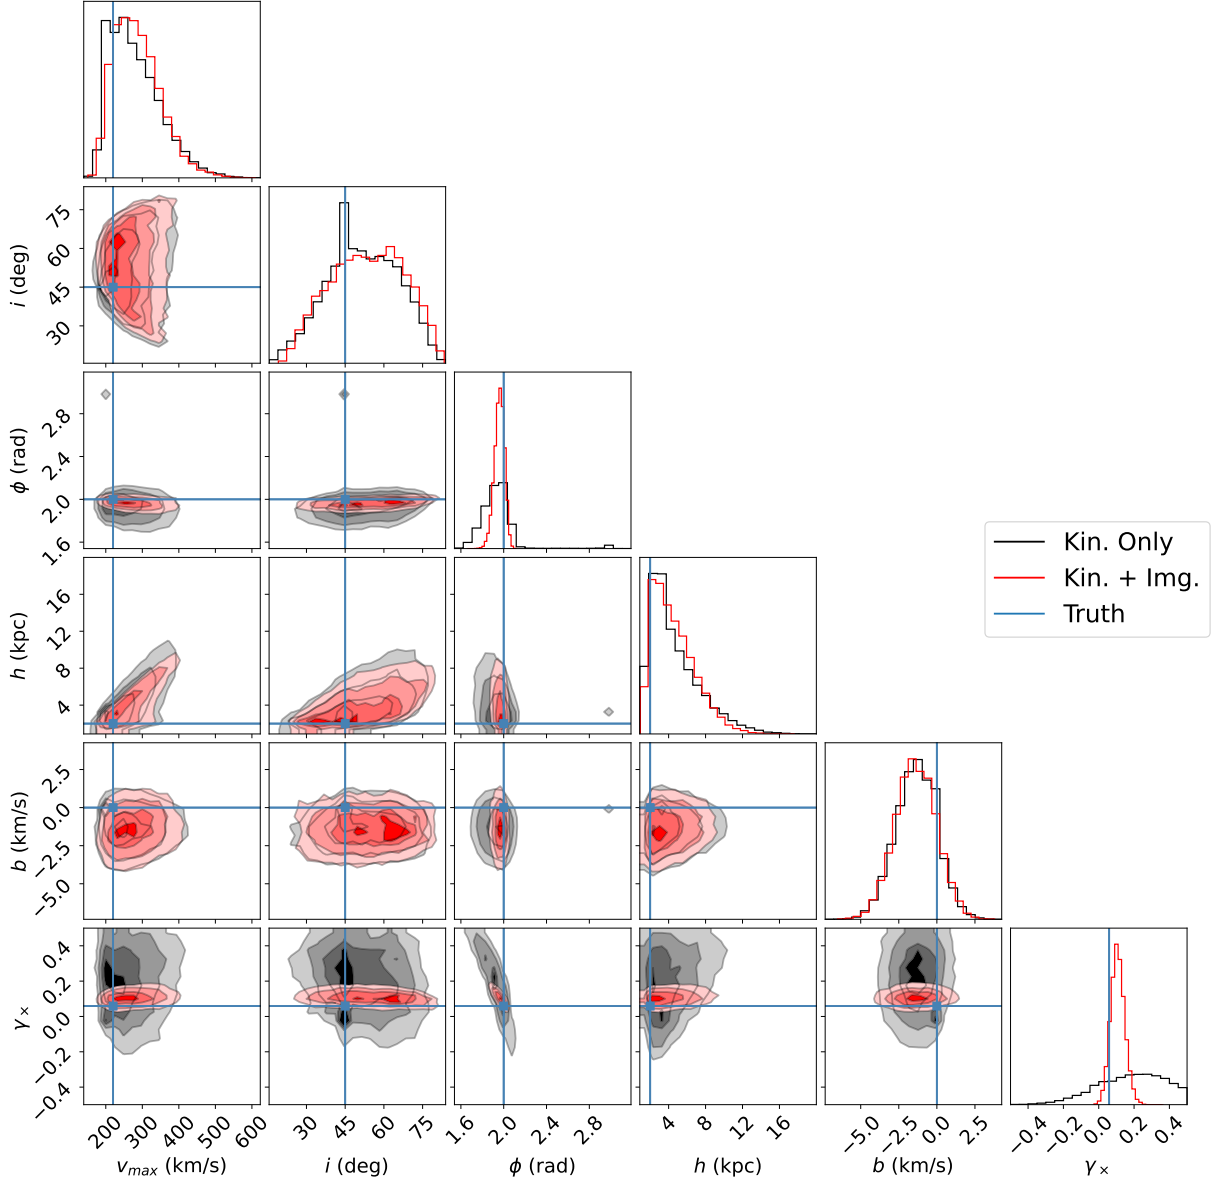 75
60
45
30
i (deg)
2.8
2.4
2.0
1.6
ϕ (rad)
16
12
8
4
h (kpc)
Kin. Only
Kin. + Img.
Truth
2.5
0.0
−2.5
−5.0
b (km/s)
0.4
0.2
0.0
−0.2
−0.4
γ×
200 300 400 500 600
30 45 60 75
1.6 2.0 2.4 2.8
4 8 12 16
−5.0 −2.5 0.0 2.5
−0.4 −0.2 0.0 0.2 0.4
vmax (km/s) i (deg) ϕ (rad) h (kpc) b (km/s) γ×